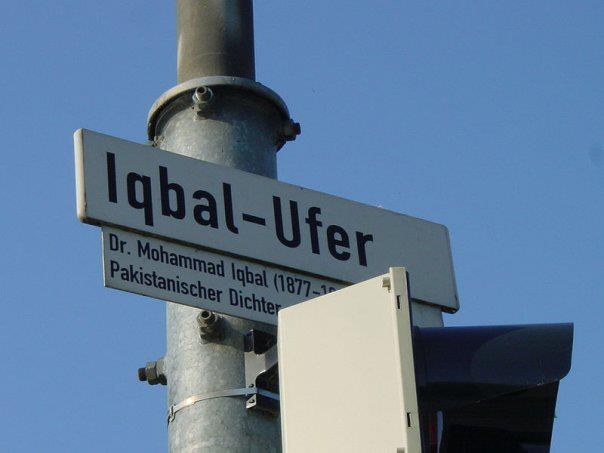 Iqbal-Ufer
Dr. Mohammad Iqbal (1877-
Pakistanischer Dichter